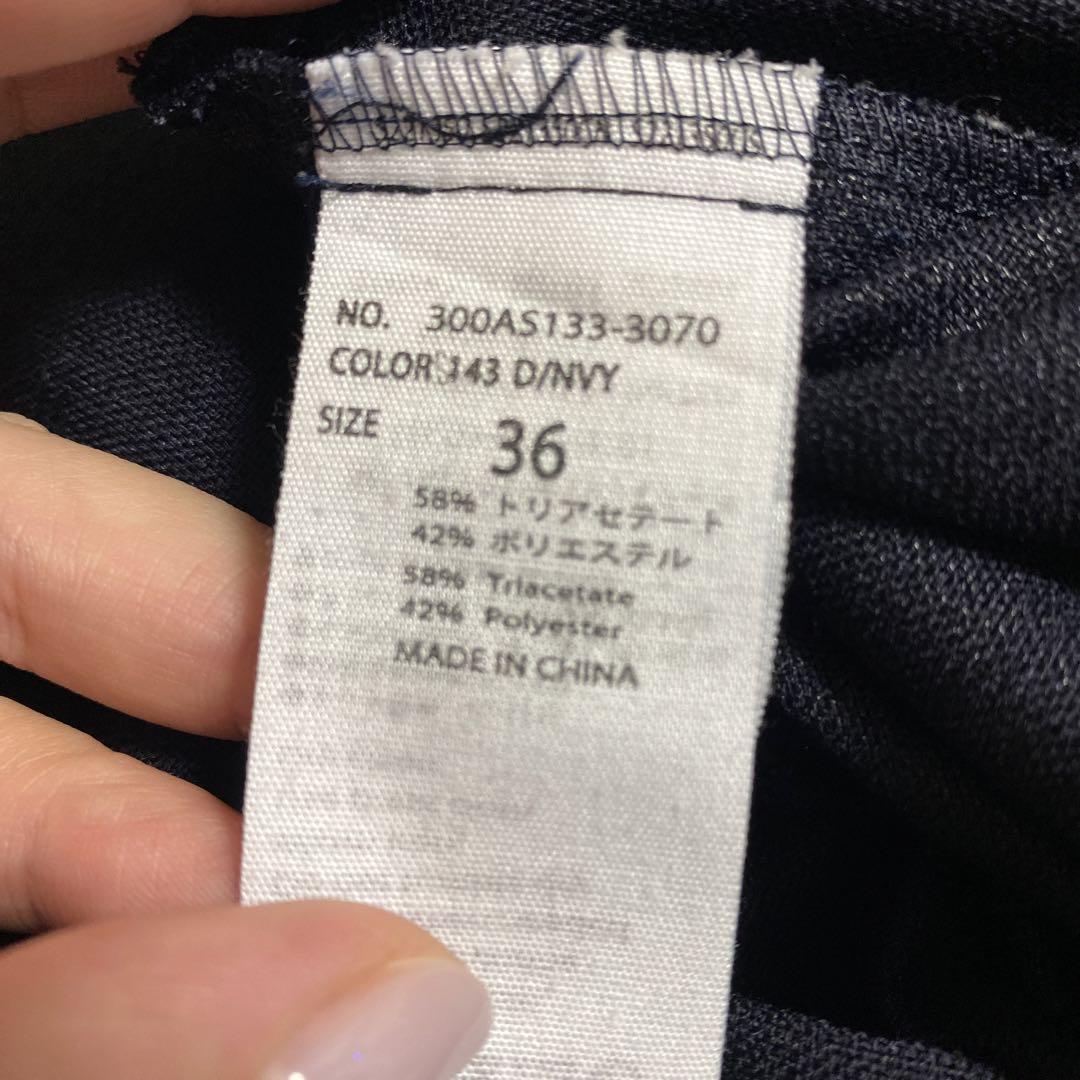 NO. 300AS133-3070
COLOR 143 D/NVY
SIZE 36
58% トリアセテート
42% ポリエステル
58% Triacetate
42% Polyester
MADE IN CHINA